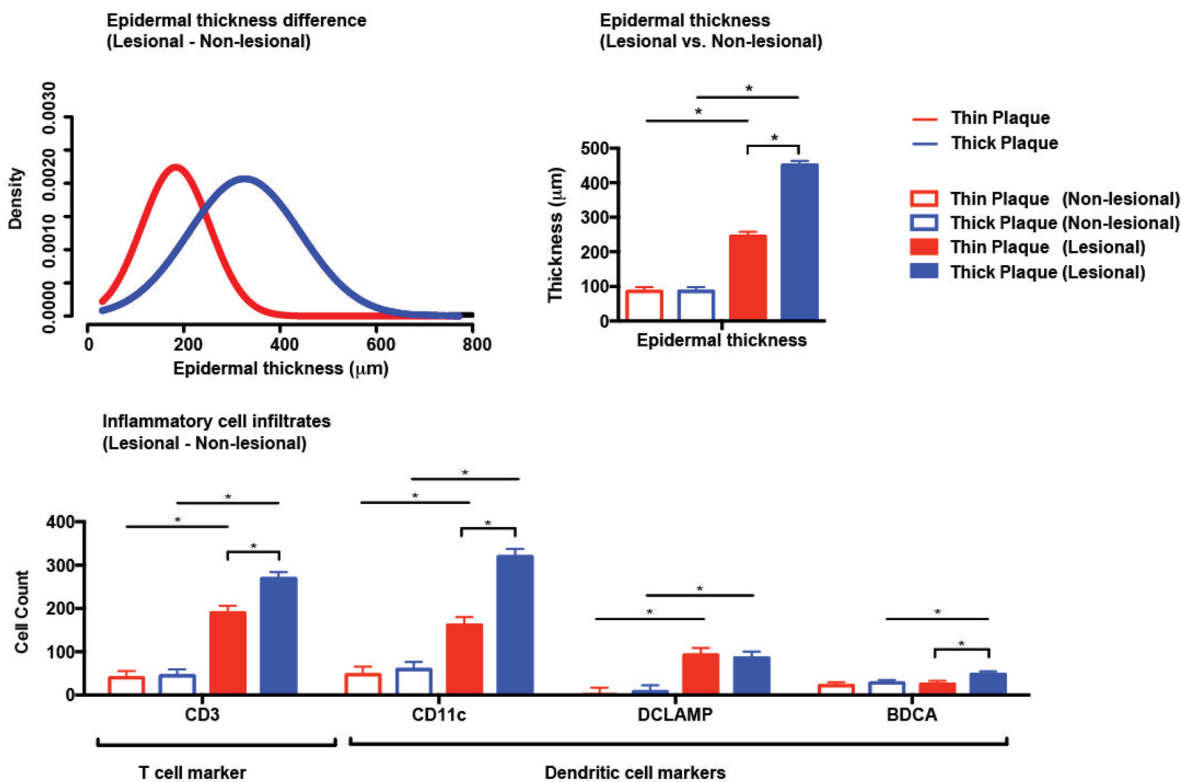 Epidermal thickness difference
(Lesional - Non-lesional)
Density
0.0000 0.0010 0.0020 0.0030
0 200 400 600 800
Epidermal thickness (μm)
Epidermal thickness
(Lesional vs. Non-lesional)
*
*
*
Thickness (μm)
500
400
300
200
100
0
Epidermal thickness
Thin Plaque
Thick Plaque
Thin Plaque (Non-lesional)
Thick Plaque (Non-lesional)
Thin Plaque (Lesional)
Thick Plaque (Lesional)
Inflammatory cell infiltrates
(Lesional - Non-lesional)
Cell Count
400
300
200
100
0
*
*
*
*
*
*
*
*
*
*
CD3 CD11c DCLAMP BDCA
T cell marker Dendritic cell markers